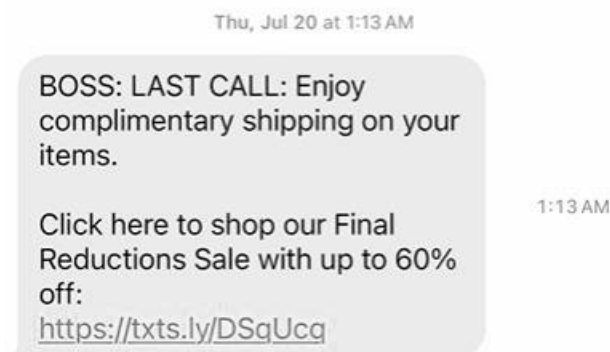 Thu, Jul 20 at 1:13 AM
BOSS: LAST CALL: Enjoy
complimentary shipping on your
items.
1:13 AM
Click here to shop our Final
Reductions Sale with up to 60%
off:
https://txts.ly/DSqUcq